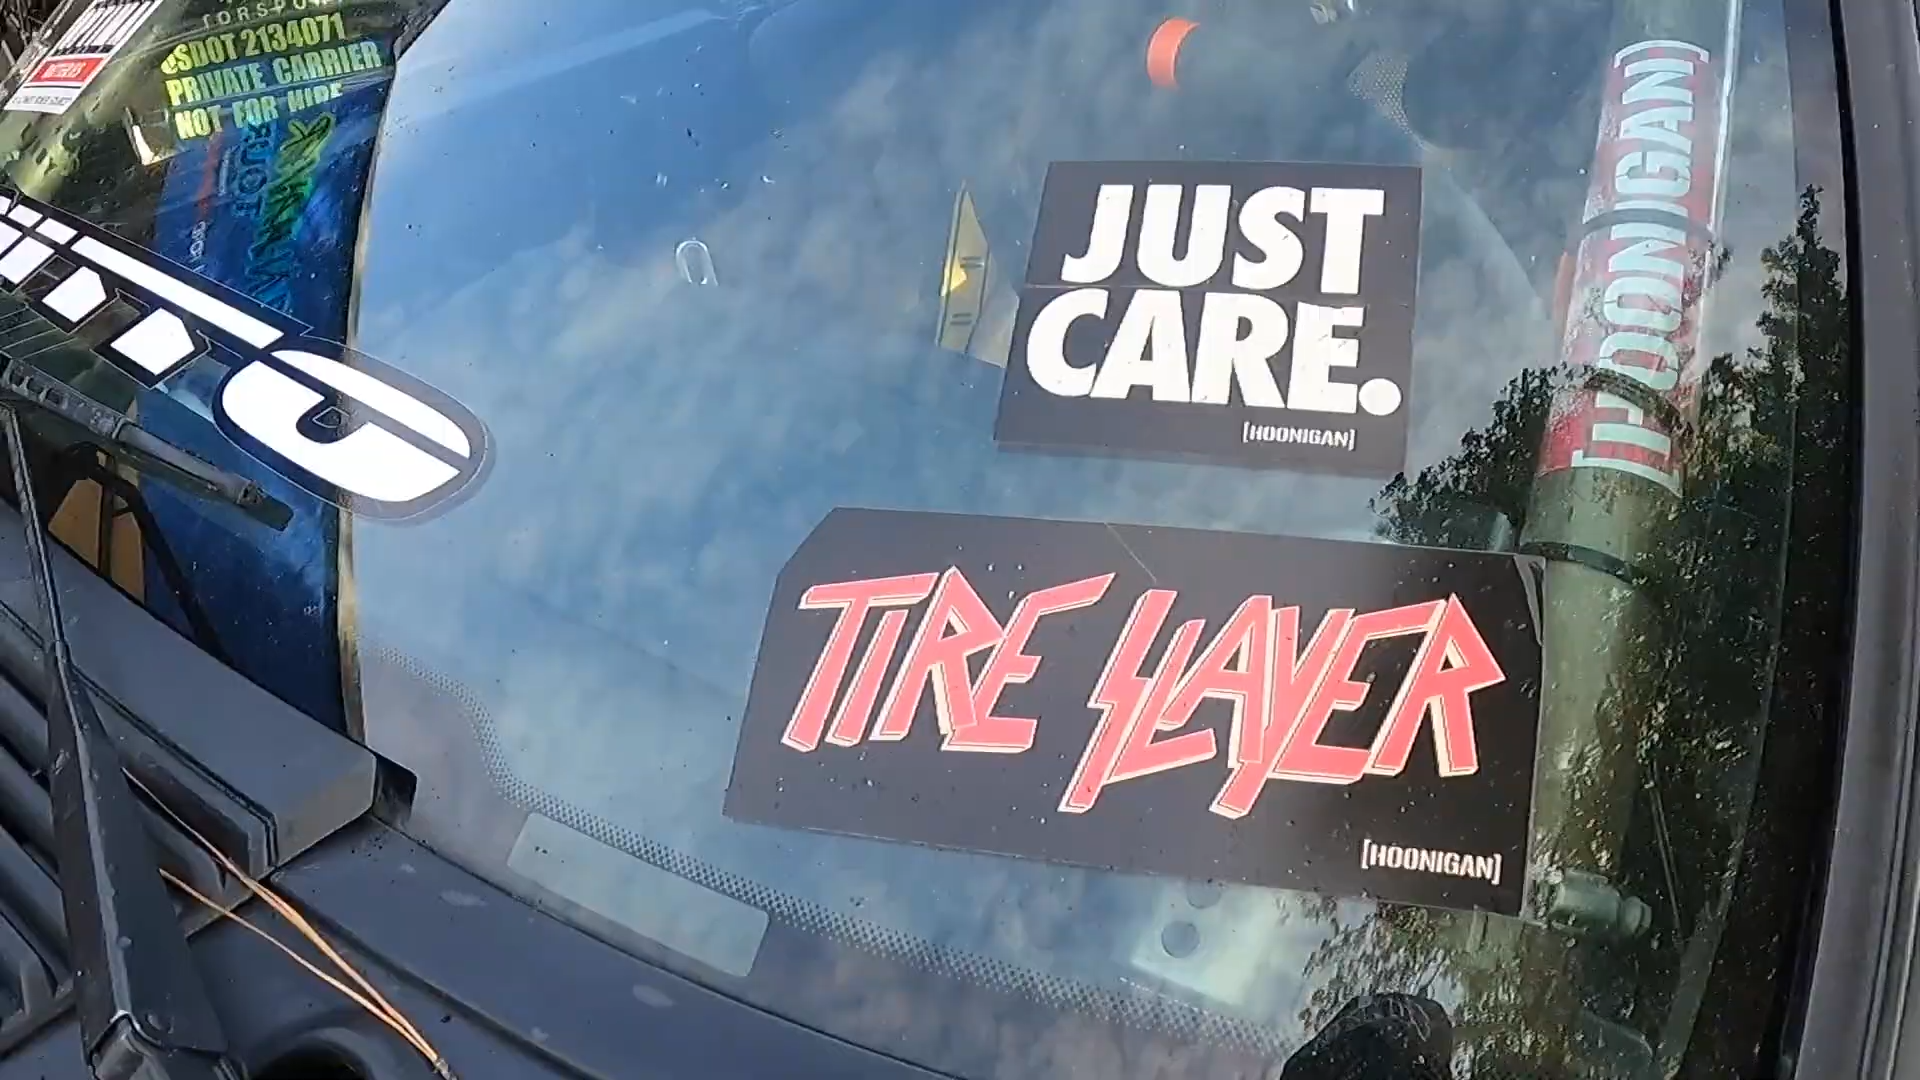 USDOT 2134071
PRIVATE CARRIER
NOT FOR HIRE
JUST
CARE.
[HOONIGAN]
[HOONIGAN]
TIRE SLAYER
[HOONIGAN]